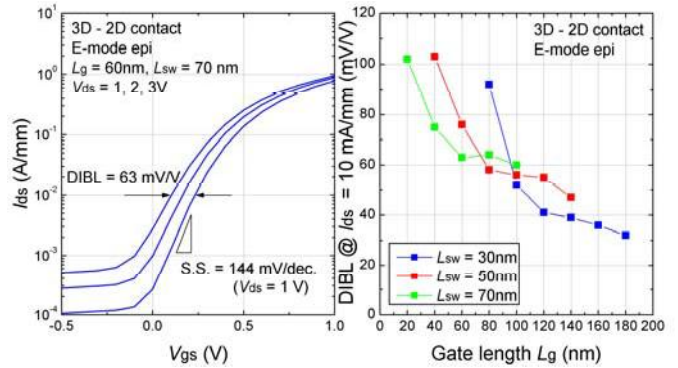 3D - 2D contact
E-mode epi
Lg = 60nm, Lsw = 70 nm
Vds = 1, 2, 3V
DIBL = 63 mV/V
S.S. = 144 mV/dec.
(Vds = 1 V)
10^1
10^0
10^-1
10^-2
10^-3
10^-4
Ids (A/mm)
-0.5 0.0 0.5 1.0
Vgs (V)
3D - 2D contact
E-mode epi
120
100
80
60
40
20
0
DIBL @ Ids = 10 mA/mm (mV/V)
Lsw = 30nm
Lsw = 50nm
Lsw = 70nm
0 20 40 60 80 100 120 140 160 180 200
Gate length Lg (nm)